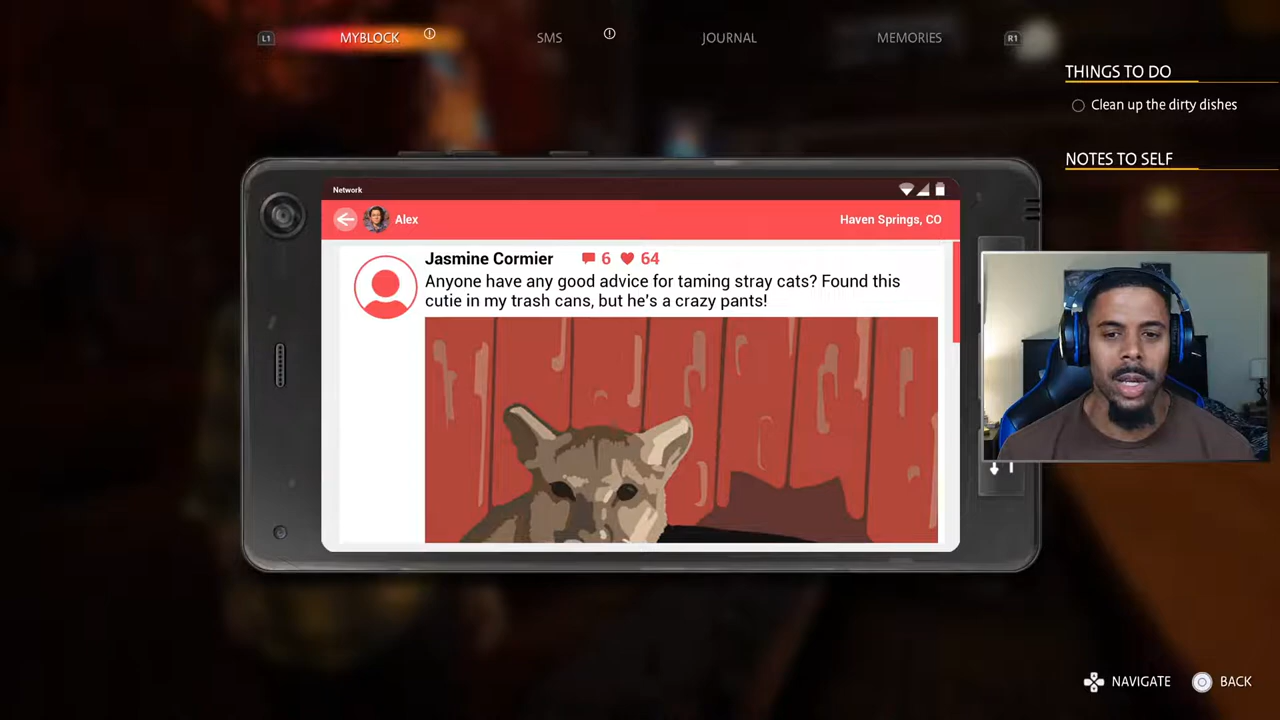 L1
MYBLOCK
SMS
JOURNAL
MEMORIES
R1
THINGS TO DO
Clean up the dirty dishes
NOTES TO SELF
Network
Alex
Haven Springs, CO
Jasmine Cormier 6 64
Anyone have any good advice for taming stray cats? Found this
cutie in my trash cans, but he's a crazy pants!
NAVIGATE
BACK